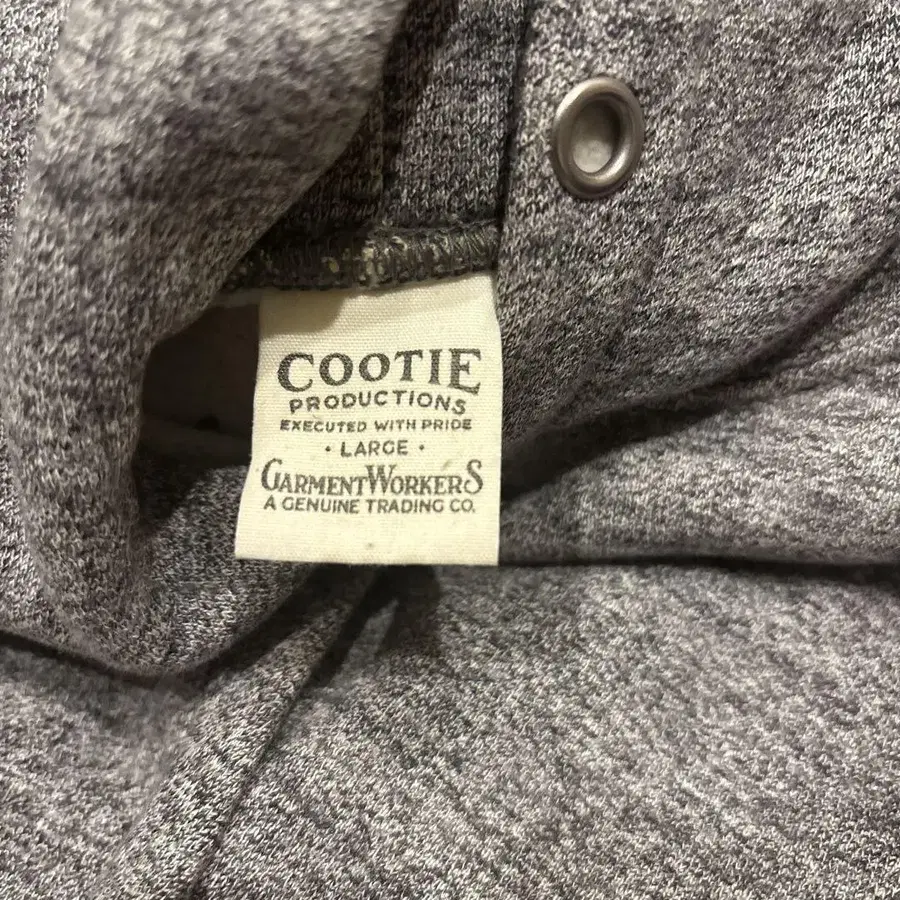 COOTIE
PRODUCTIONS
EXECUTED WITH PRIDE
• LARGE •
GARMENTWORKERS
A GENUINE TRADING CO.